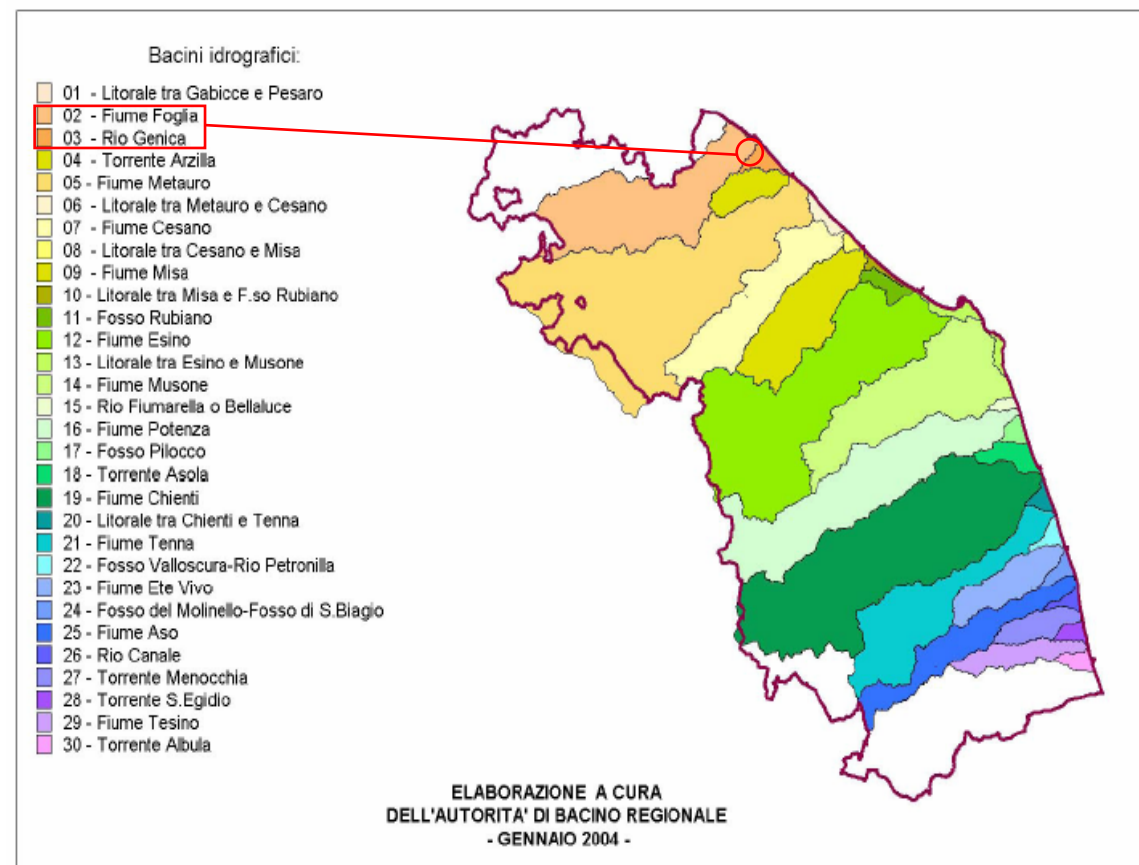 Bacini idrografici:
01 - Litorale tra Gabicce e Pesaro
02 - Fiume Foglia
03 - Rio Genica
04 - Torrente Arzilla
05 - Fiume Metauro
06 - Litorale tra Metauro e Cesano
07 - Fiume Cesano
08 - Litorale tra Cesano e Misa
09 - Fiume Misa
10 - Litorale tra Misa e F.so Rubiano
11 - Fosso Rubiano
12 - Fiume Esino
13 - Litorale tra Esino e Musone
14 - Fiume Musone
15 - Rio Fiumarella o Bellaluce
16 - Fiume Potenza
17 - Fosso Pilocco
18 - Torrente Asola
19 - Fiume Chienti
20 - Litorale tra Chienti e Tenna
21 - Fiume Tenna
22 - Fosso Valloscura-Rio Petronilla
23 - Fiume Ete Vivo
24 - Fosso del Molinello-Fosso di S.Biagio
25 - Fiume Aso
26 - Rio Canale
27 - Torrente Menocchia
28 - Torrente S.Egidio
29 - Fiume Tesino
30 - Torrente Albula
ELABORAZIONE A CURA
DELL'AUTORITA' DI BACINO REGIONALE
- GENNAIO 2004 -